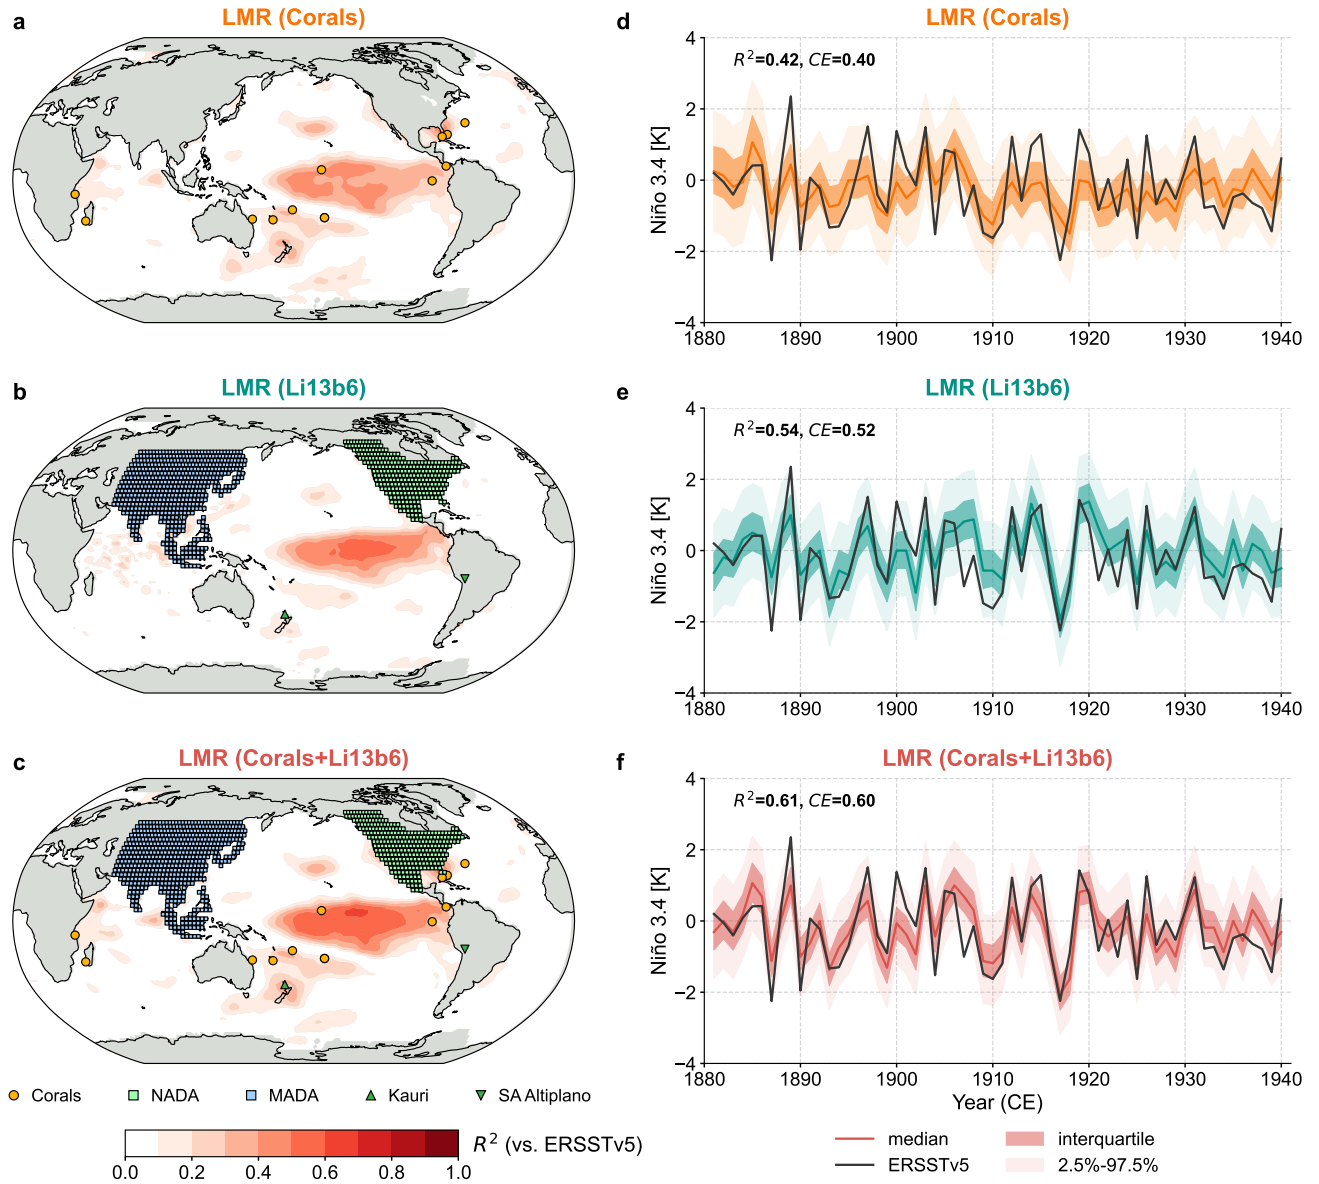 a
LMR (Corals)
d
LMR (Corals)
R²=0.42, CE=0.40
Niño 3.4 [K]
4
2
0
−2
−4
1880 1890 1900 1910 1920 1930 1940
b
LMR (Li13b6)
e
LMR (Li13b6)
R²=0.54, CE=0.52
Niño 3.4 [K]
4
2
0
−2
−4
1880 1890 1900 1910 1920 1930 1940
c
LMR (Corals+Li13b6)
f
LMR (Corals+Li13b6)
R²=0.61, CE=0.60
Niño 3.4 [K]
4
2
0
−2
−4
1880 1890 1900 1910 1920 1930 1940
Year (CE)
Corals NADA MADA Kauri SA Altiplano
R² (vs. ERSSTv5)
0.0 0.2 0.4 0.6 0.8 1.0
median interquartile
ERSSTv5 2.5%-97.5%